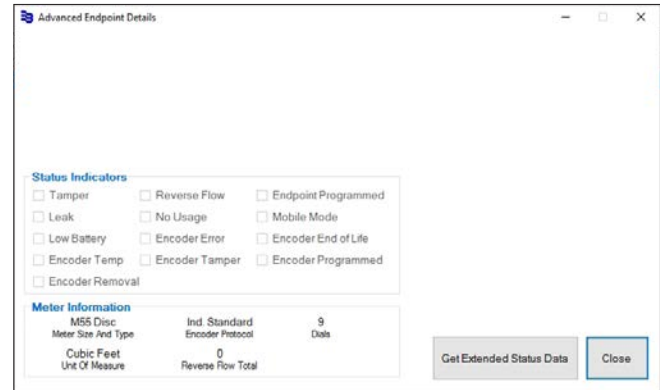 Advanced Endpoint Details
Status Indicators
Tamper Reverse Flow Endpoint Programmed
Leak No Usage Mobile Mode
Low Battery Encoder Error Encoder End of Life
Encoder Temp Encoder Tamper Encoder Programmed
Encoder Removal
Meter Information
M55 Disc Ind. Standard 9
Meter Size And Type Encoder Protocol Dials
Cubic Feet 0
Unit Of Measure Reverse Flow Total
Get Extended Status Data Close